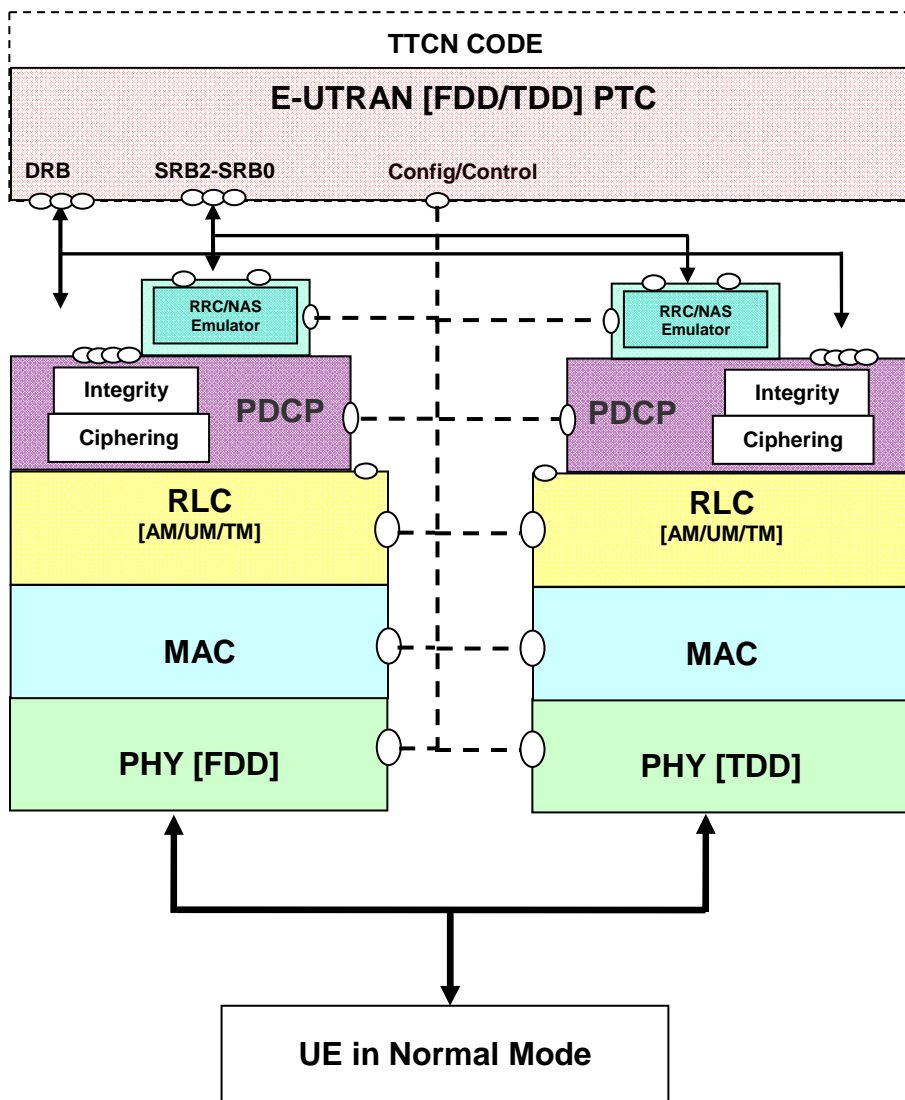 TTCN CODE
E-UTRAN [FDD/TDD] PTC
DRB
SRB2-SRB0
Config/Control
RRC/NAS
Emulator
RRC/NAS
Emulator
Integrity
Ciphering
PDCP
PDCP
Integrity
Ciphering
RLC
[AM/UM/TM]
RLC
[AM/UM/TM]
MAC
MAC
PHY [FDD]
PHY [TDD]
UE in Normal Mode